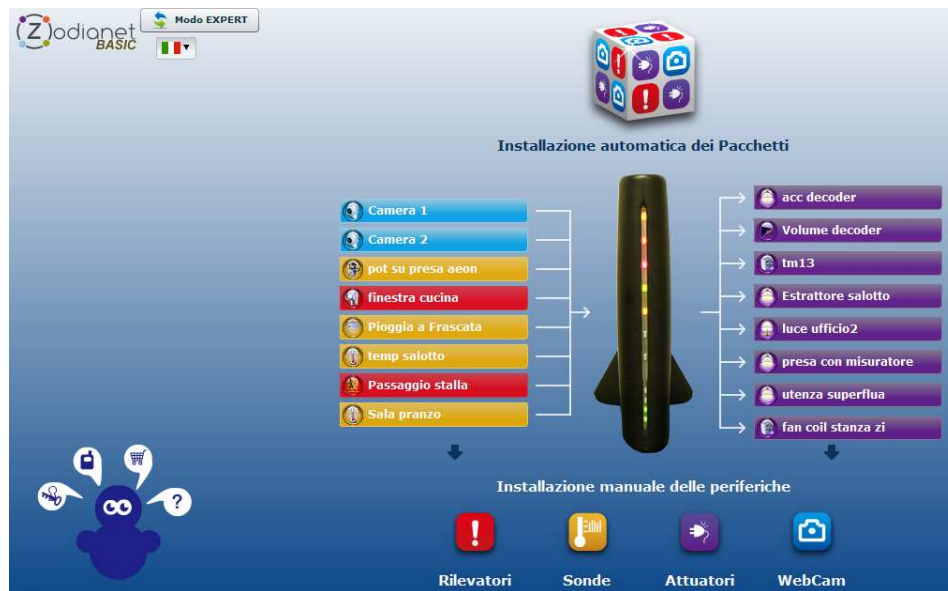 Zodianet
BASIC
Modo EXPERT
Installazione automatica dei Pacchetti
Camera 1
Camera 2
pot su presa aeon
finestra cucina
Pioggia a Frascata
temp salotto
Passaggio stalla
Sala pranzo
acc decoder
Volume decoder
tm13
Estrattore salotto
luce ufficio2
presa con misuratore
utenza superflua
fan coil stanza zi
Installazione manuale delle periferiche
Rilevatori
Sonde
Attuatori
WebCam